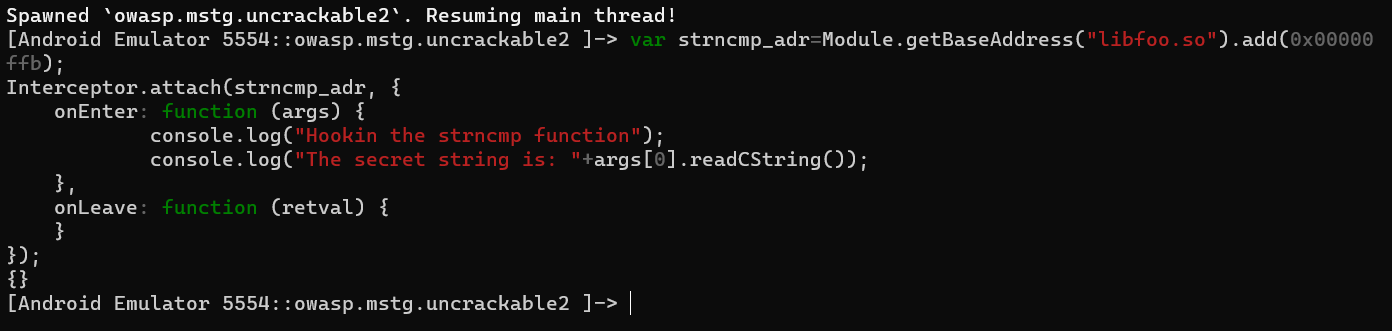 Spawned `owasp.mstg.uncrackable2`. Resuming main thread!
[Android Emulator 5554::owasp.mstg.uncrackable2 ]-> var strncmp_adr=Module.getBaseAddress("libfoo.so").add(0x00000
ffb);
Interceptor.attach(strncmp_adr, {
    onEnter: function (args) {
            console.log("Hookin the strncmp function");
            console.log("The secret string is: "+args[0].readCString());
    },
    onLeave: function (retval) {
    }
});
{}
[Android Emulator 5554::owasp.mstg.uncrackable2 ]->